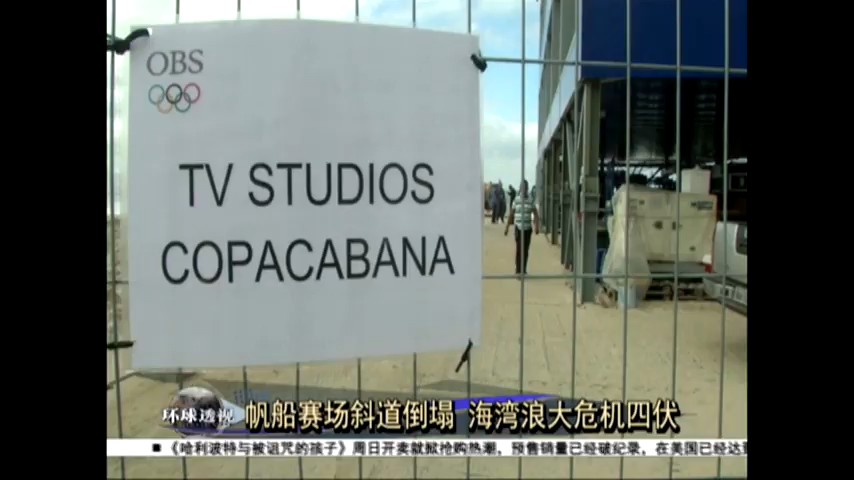 OBS
TV STUDIOS
COPACABANA
环球透视
帆船赛场斜道倒塌 海湾浪大危机四伏
■《哈利波特与被诅咒的孩子》周日开卖就掀抢购热潮，预售销量已经破纪录，在美国已经达